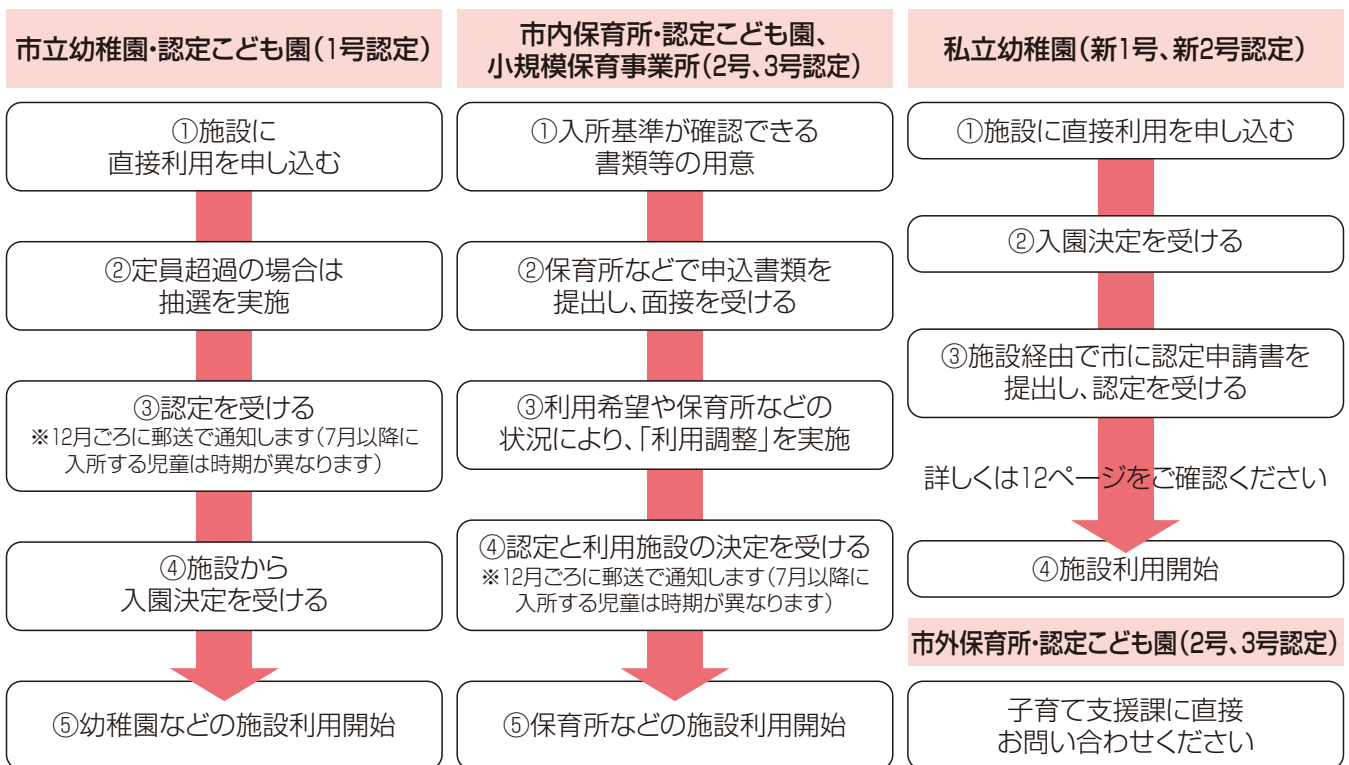 市立幼稚園・認定こども園（1号認定）
①施設に
直接利用を申し込む
②定員超過の場合は
抽選を実施
③認定を受ける
※12月ごろに郵送で通知します（7月以降に
入所する児童は時期が異なります）
④施設から
入園決定を受ける
⑤幼稚園などの施設利用開始
市内保育所・認定こども園、
小規模保育事業所（2号、3号認定）
①入所基準が確認できる
書類等の用意
②保育所などで申込書類を
提出し、面接を受ける
③利用希望や保育所などの
状況により、「利用調整」を実施
④認定と利用施設の決定を受ける
※12月ごろに郵送で通知します（7月以降に
入所する児童は時期が異なります）
⑤保育所などの施設利用開始
私立幼稚園（新1号、新2号認定）
①施設に直接利用を申し込む
②入園決定を受ける
③施設経由で市に認定申請書を
提出し、認定を受ける
詳しくは12ページをご確認ください
④施設利用開始
市外保育所・認定こども園（2号、3号認定）
子育て支援課に直接
お問い合わせください